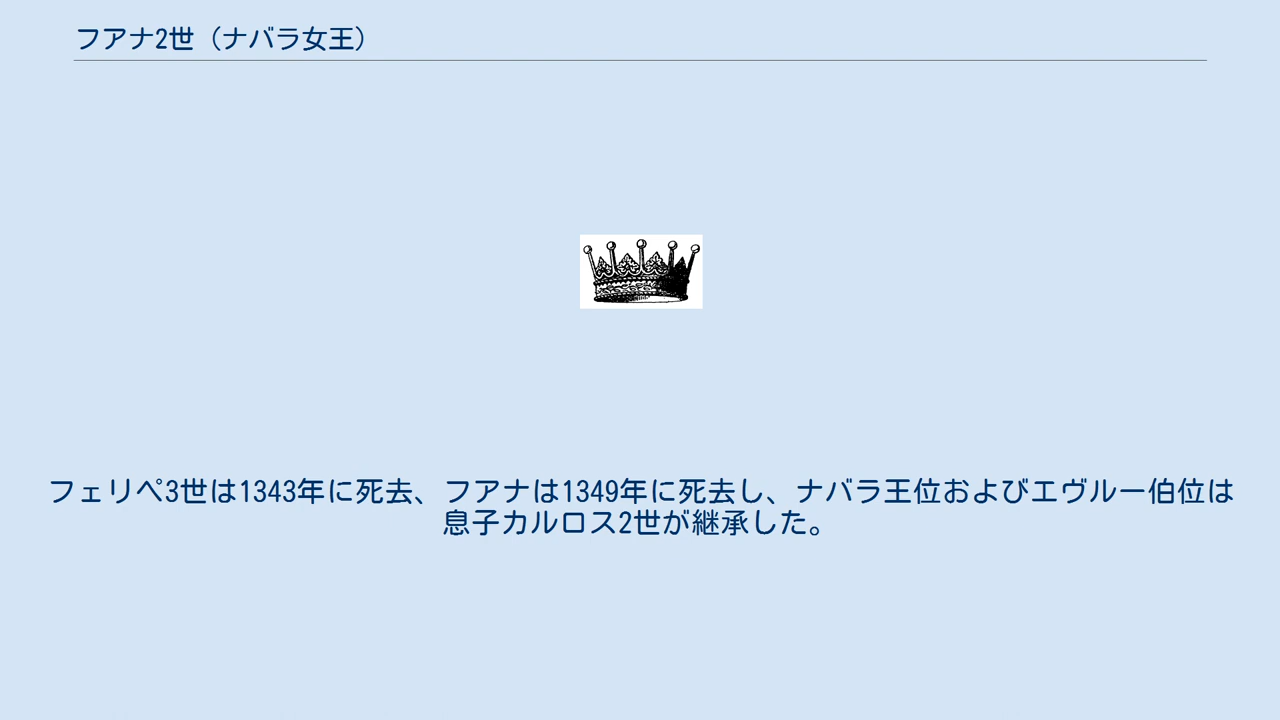 フアナ2世（ナバラ女王）
フェリペ3世は1343年に死去、フアナは1349年に死去し、ナバラ王位およびエヴルー伯位は
息子カルロス2世が継承した。